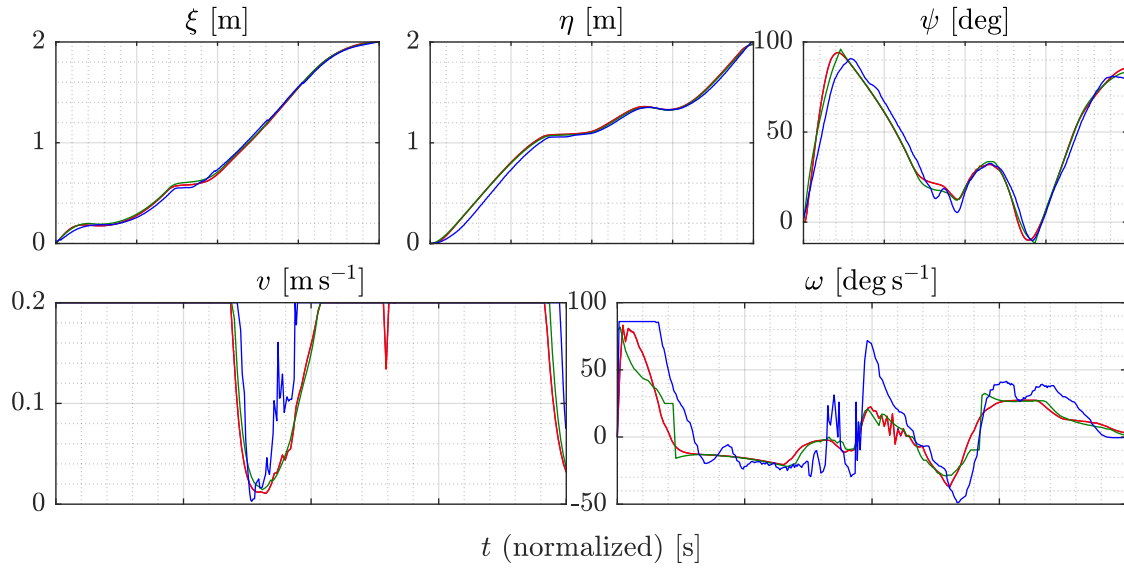 ξ [m]
η [m]
ψ [deg]
2
1
0
2
1
0
100
50
0
v [m s⁻¹]
ω [deg s⁻¹]
0.2
0.1
0
100
50
0
-50
t (normalized) [s]